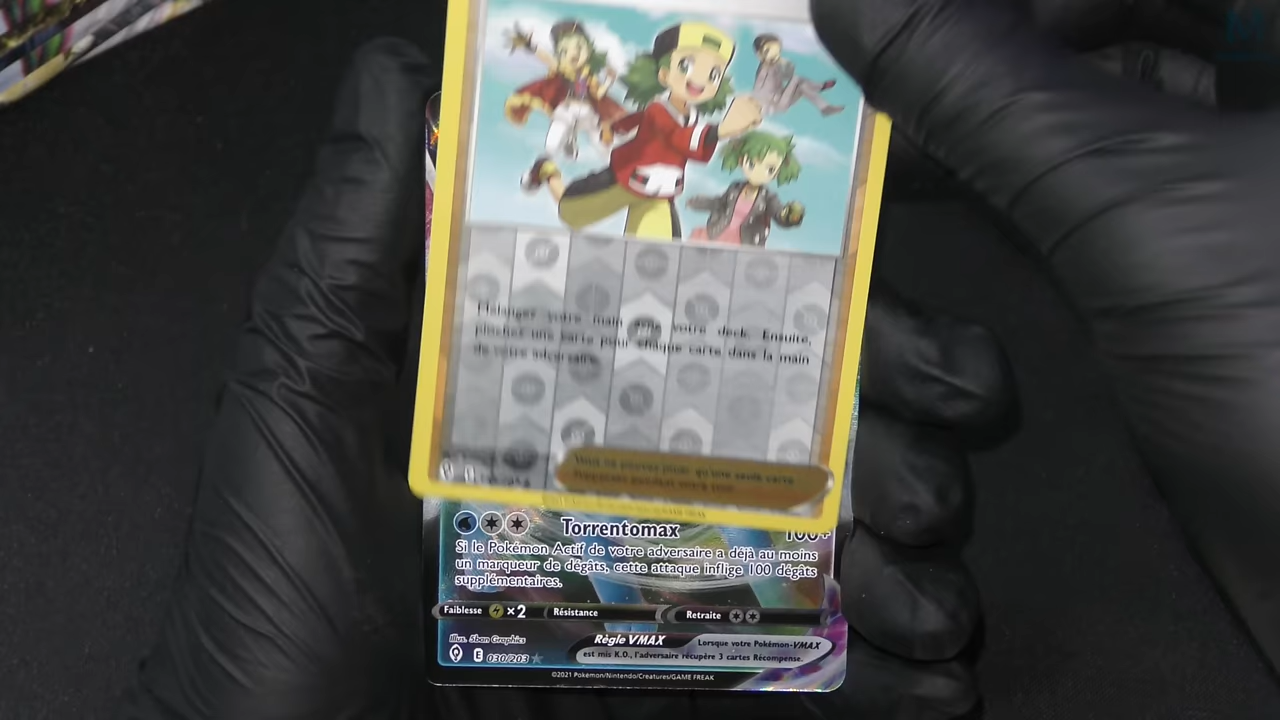 Mélanger votre main avec votre deck. Ensuite,
piochez une carte pour chaque carte dans la main
de votre adversaire.
Vous ne pouvez jouer qu'une seule carte
Supporter pendant votre tour.
Torrentomax 100+
Si le Pokémon Actif de votre adversaire a déjà au moins
un marqueur de dégâts, cette attaque inflige 100 dégâts
supplémentaires.
Faiblesse ×2 Résistance Retraite
Illus. 5ban Graphics
Règle VMAX Lorsque votre Pokémon-VMAX
E 030/203 est mis K.O., l'adversaire récupère 3 cartes Récompense.
©2021 Pokémon/Nintendo/Creatures/GAME FREAK